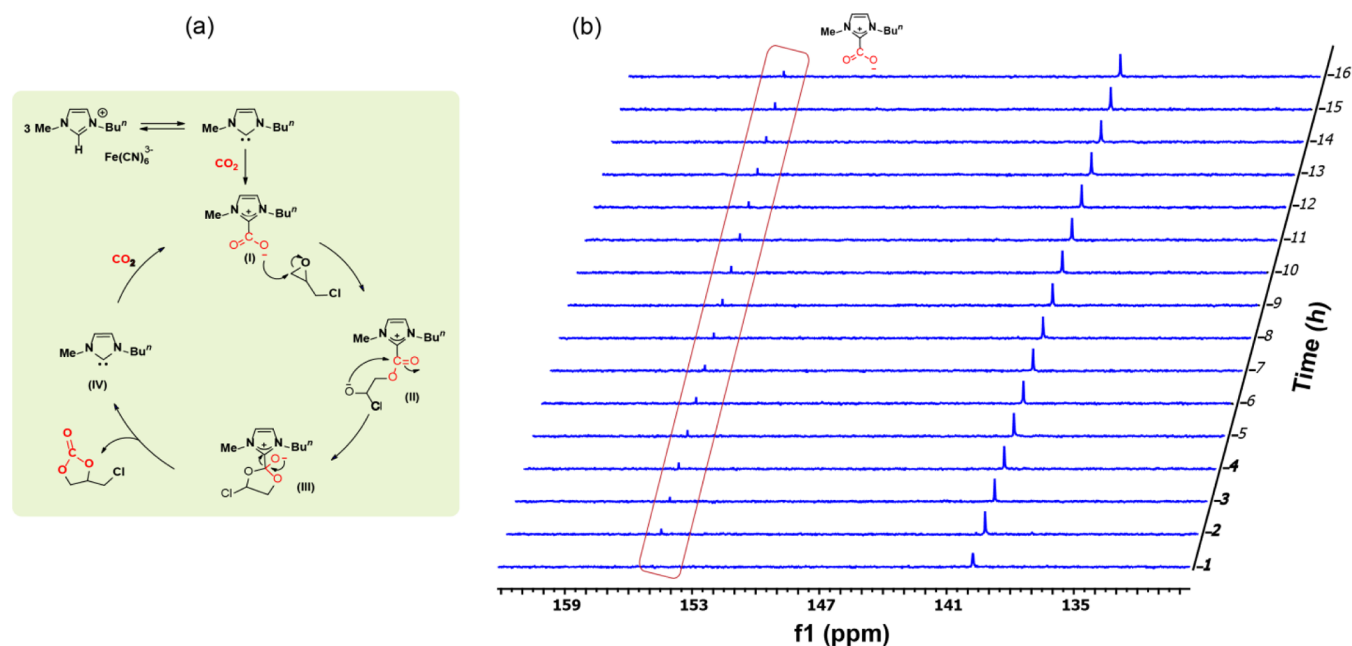 (a)
3 Me N N Bu^n
⊕
H
Fe(CN)6^3-
Me N N Bu^n
CO2
Me N N Bu^n
+
O C O
−
(I)
O
Cl
CO2
Me N N Bu^n
+
C O
O
O
−
Cl
(II)
Me N N Bu^n
(IV)
Me N N Bu^n
+
O O −
O
Cl
(III)
O
O O
Cl
(b)
Me N N Bu^n
+
O C O
−
16
15
14
13
12
11
10
9
8
7
6
5
4
3
2
1
Time (h)
159 153 147 141 135
f1 (ppm)